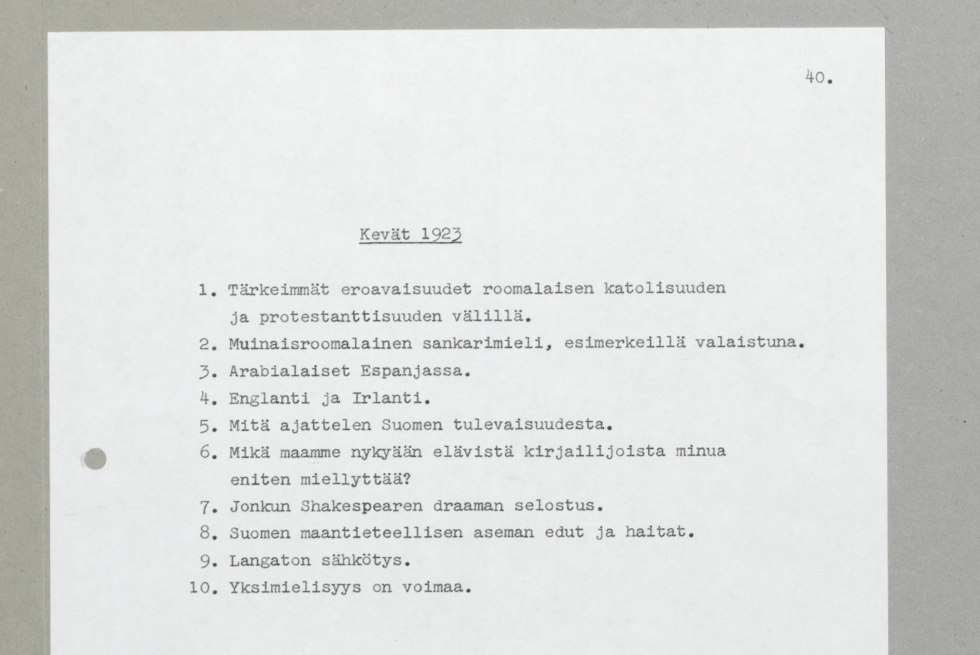 40.
Kevät 1923
1. Tärkeimmät eroavaisuudet roomalaisen katolisuuden
ja protestanttisuuden välillä.
2. Muinaisroomalainen sankarimieli, esimerkeillä valaistuna.
3. Arabialaiset Espanjassa.
4. Englanti ja Irlanti.
5. Mitä ajattelen Suomen tulevaisuudesta.
6. Mikä maamme nykyään elävistä kirjailijoista minua
eniten miellyttää?
7. Jonkun Shakespearen draaman selostus.
8. Suomen maantieteellisen aseman edut ja haitat.
9. Langaton sähkötys.
10. Yksimielisyys on voimaa.